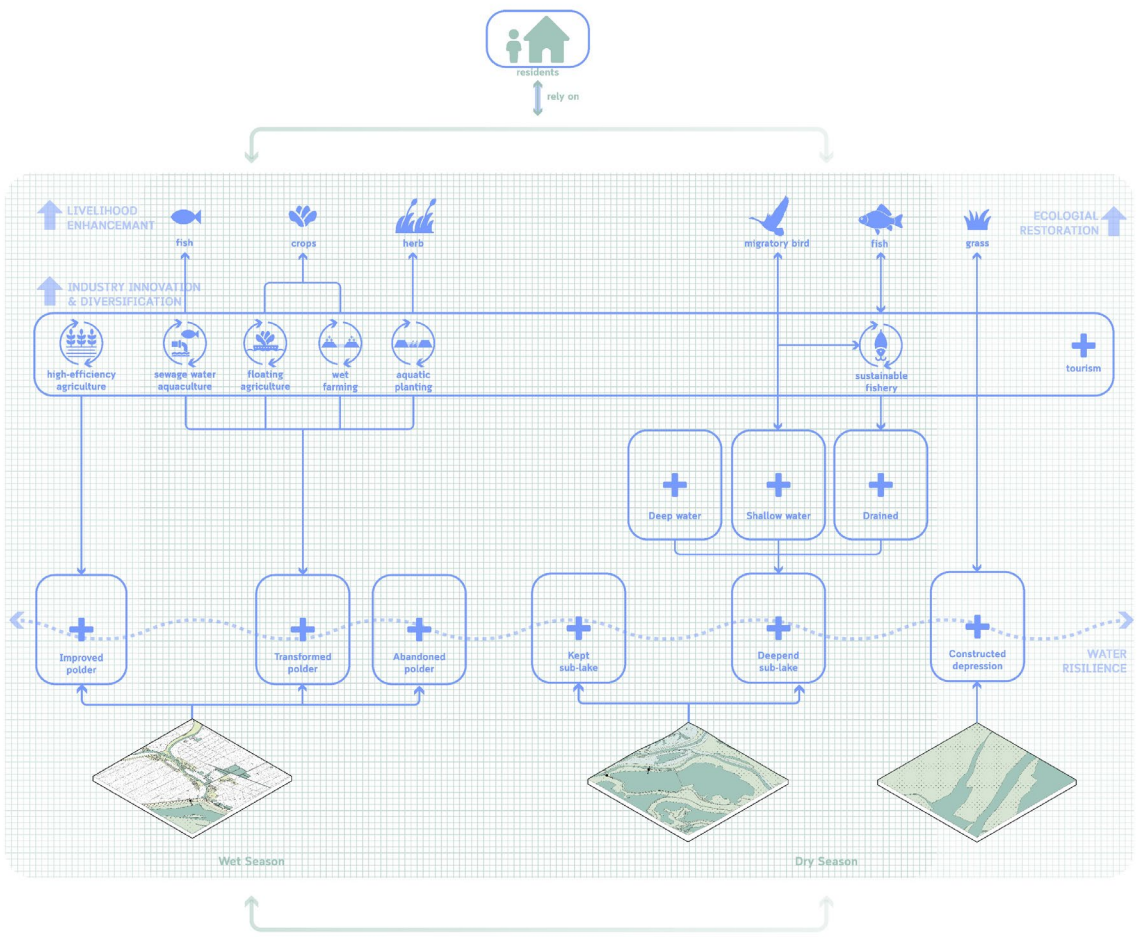 residents
rely on
LIVELIHOOD
ENHANCEMANT
fish
crops
herb
migratory bird
fish
grass
ECOLOGIAL
RESTORATION
INDUSTRY INNOVATION
& DIVERSIFICATION
high-efficiency
agriculture
sewage water
aquaculture
floating
agriculture
wet
farming
aquatic
planting
sustainable
fishery
tourism
Deep water
Shallow water
Drained
Improved
polder
Transformed
polder
Abandoned
polder
Kept
sub-lake
Deepend
sub-lake
Constructed
depression
WATER
RISILIENCE
Wet Season
Dry Season